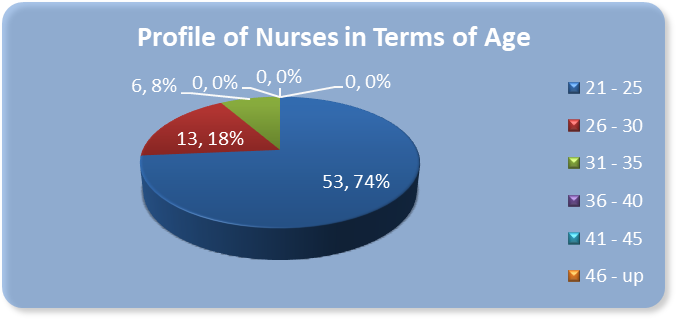 Profile of Nurses in Terms of Age
6, 8%
0, 0%
0, 0%
0, 0%
13, 18%
53, 74%
21 - 25
26 - 30
31 - 35
36 - 40
41 - 45
46 - up